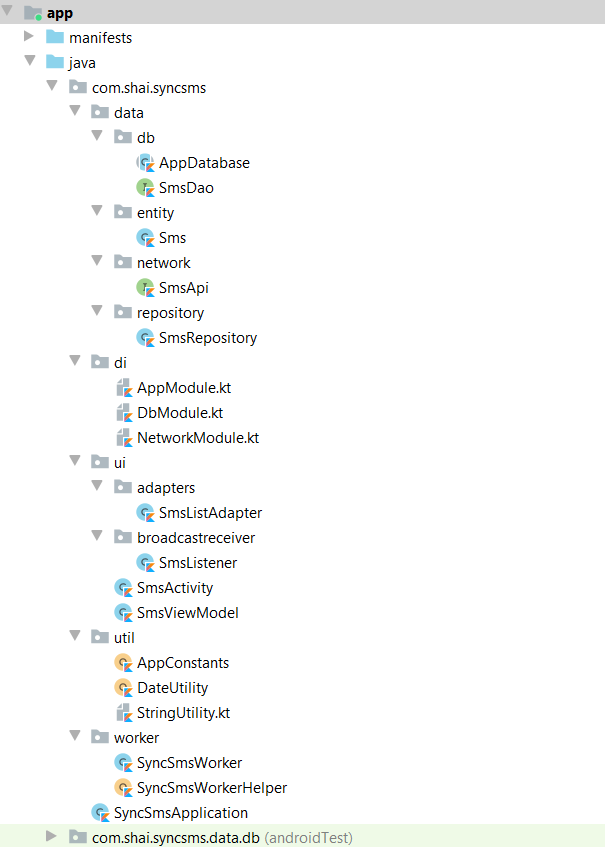 app
manifests
java
com.shai.syncsms
data
db
AppDatabase
SmsDao
entity
Sms
network
SmsApi
repository
SmsRepository
di
AppModule.kt
DbModule.kt
NetworkModule.kt
ui
adapters
SmsListAdapter
broadcastreceiver
SmsListener
SmsActivity
SmsViewModel
util
AppConstants
DateUtility
StringUtility.kt
worker
SyncSmsWorker
SyncSmsWorkerHelper
SyncSmsApplication
com.shai.syncsms.data.db (androidTest)